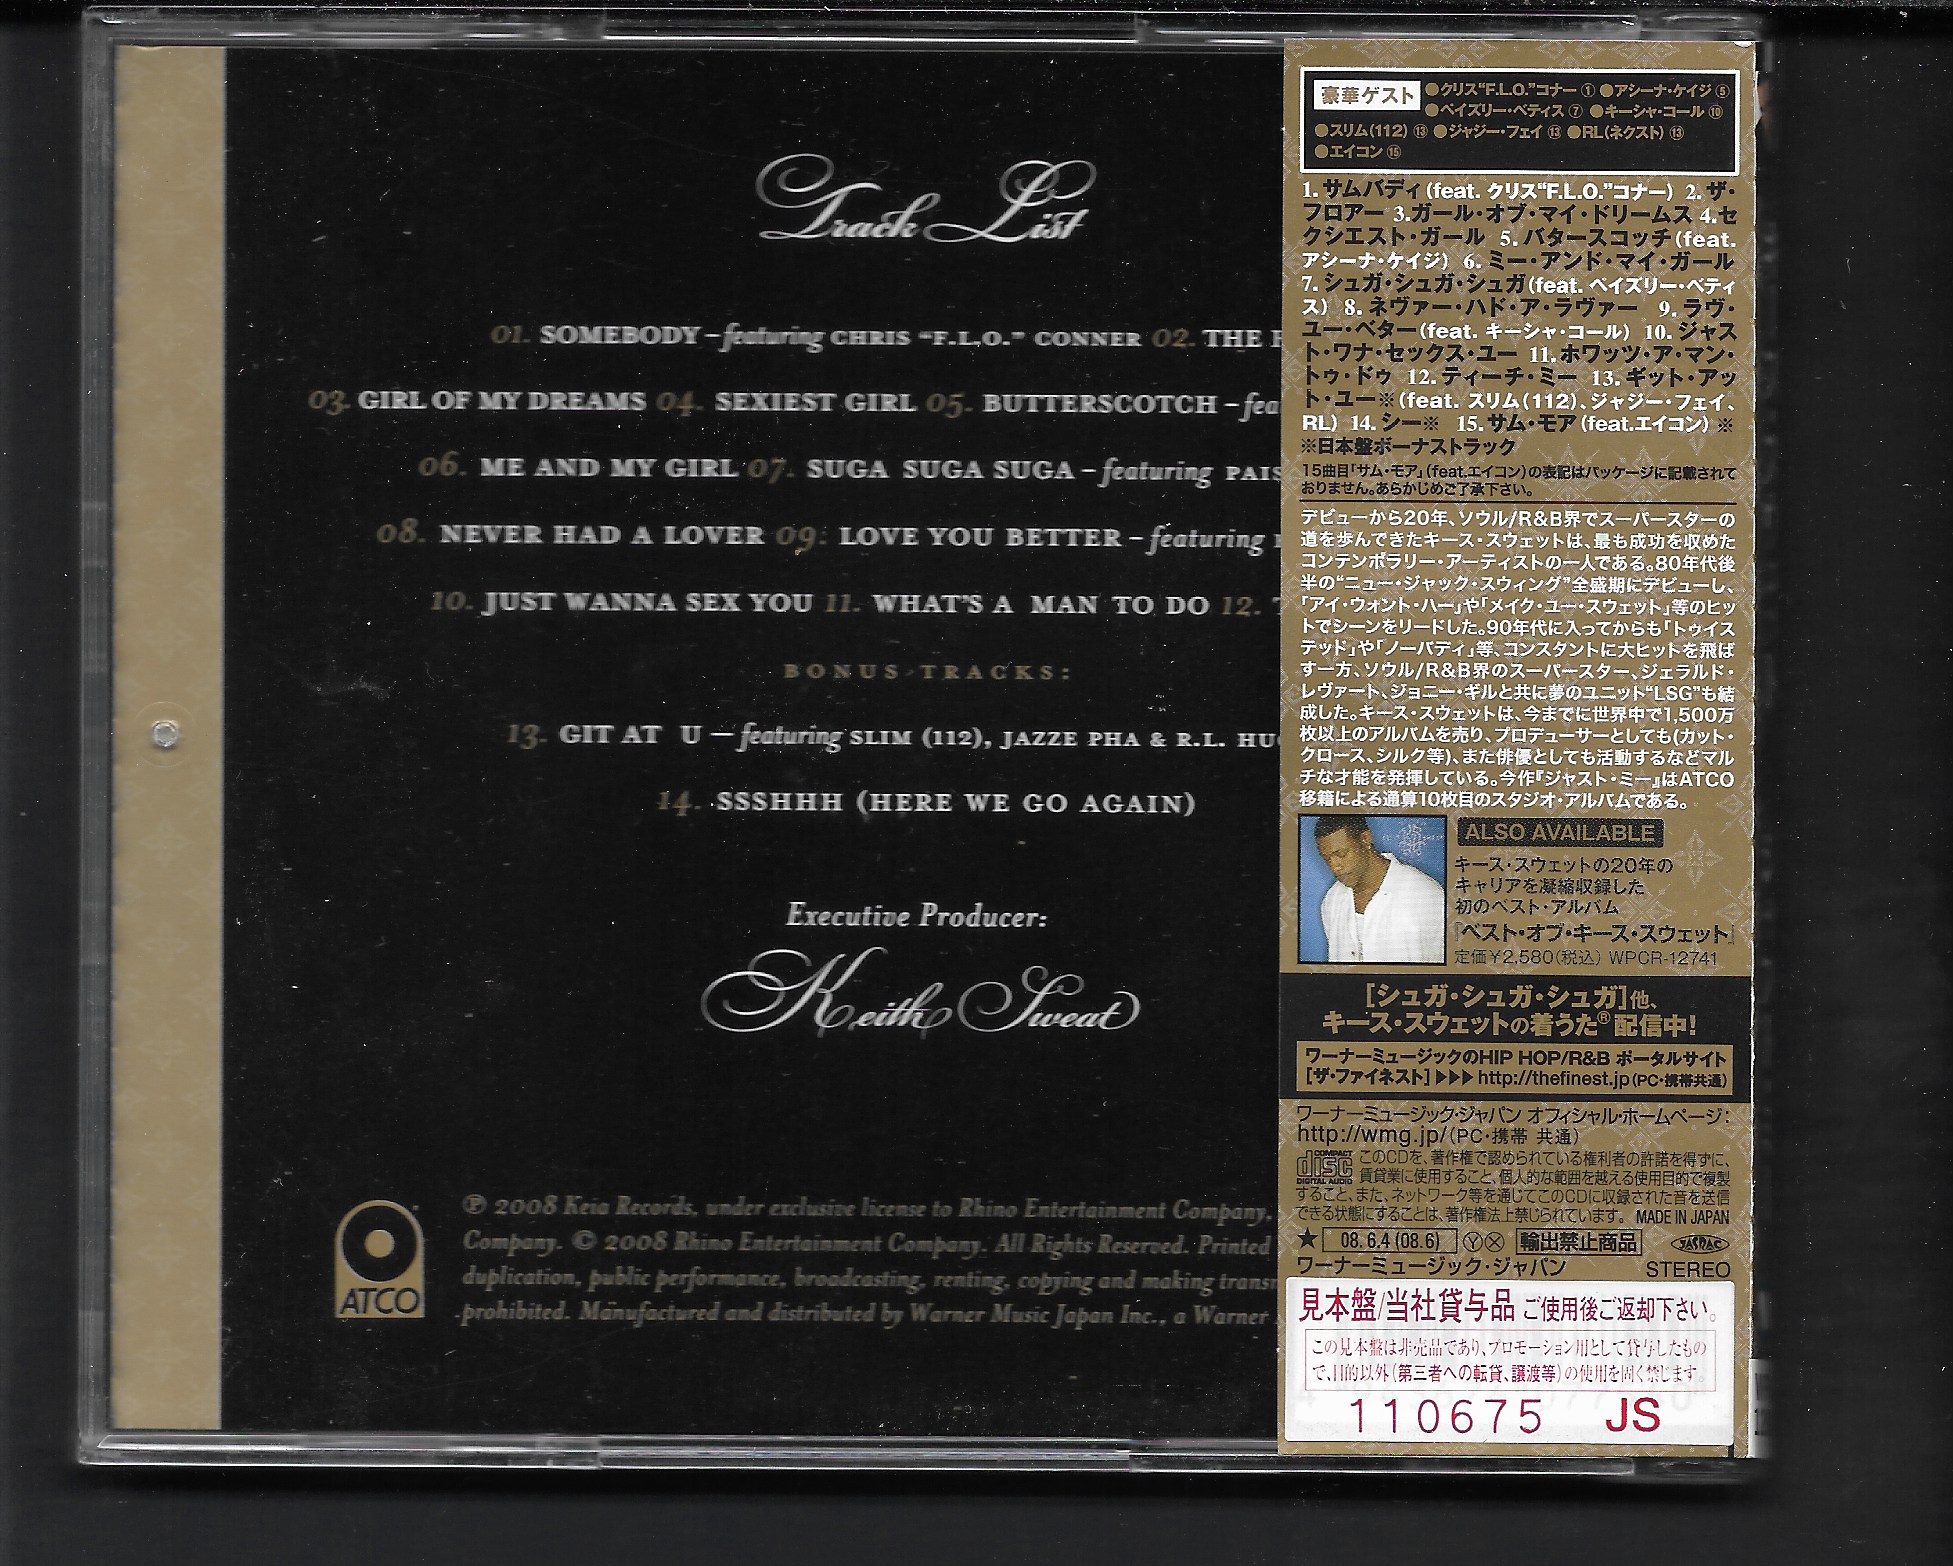 Track List
01. SOMEBODY – featuring CHRIS “F.L.O.” CONNER 02. THE
03. GIRL OF MY DREAMS 04. SEXIEST GIRL 05. BUTTERSCOTCH – fea
06. ME AND MY GIRL 07. SUGA SUGA SUGA – featuring PAIS
08. NEVER HAD A LOVER 09. LOVE YOU BETTER – featuring
10. JUST WANNA SEX YOU 11. WHAT'S A MAN TO DO 12.
BONUS TRACKS:
13. GIT AT U – featuring SLIM (112), JAZZE PHA & R.L. HU
14. SSSHHH (HERE WE GO AGAIN)
Executive Producer:
Keith Sweat
ATCO
℗ 2008 Keia Records, under exclusive license to Rhino Entertainment Company,
Company. © 2008 Rhino Entertainment Company. All Rights Reserved. Printed
duplication, public performance, broadcasting, renting, copying and making trans
prohibited. Manufactured and distributed by Warner Music Japan Inc., a Warner
豪華ゲスト ●クリス“F.L.O.”コナー ① ●アシーナ・ケイジ ⑤
●ペイズリー・ベティス ⑦ ●キーシャ・コール ⑩
●スリム(112) ⑬ ●ジャジー・フェイ ⑬ ●RL(ネクスト) ⑬
●エイコン ⑮
1. サムバディ(feat. クリス“F.L.O.”コナー) 2. ザ・
フロアー 3.ガール・オブ・マイ・ドリームス 4.セ
クシエスト・ガール 5. バタースコッチ(feat.
アシーナ・ケイジ) 6. ミー・アンド・マイ・ガール
7. シュガ・シュガ・シュガ(feat. ペイズリー・ベティ
ス) 8. ネヴァー・ハド・ア・ラヴァー 9. ラヴ・
ユー・ベター(feat. キーシャ・コール) 10. ジャス
ト・ワナ・セックス・ユー 11. ホワッツ・ア・マン・
トゥ・ドゥ 12. ティーチ・ミー 13. ギット・アッ
ト・ユー※(feat. スリム(112)、ジャジー・フェイ、
RL) 14. シー※ 15. サム・モア(feat.エイコン) ※
※日本盤ボーナストラック
15曲目「サム・モア」(feat.エイコン)の表記はパッケージに記載されて
おりません。あらかじめご了承下さい。
デビューから20年、ソウル/R&B界でスーパースターの
道を歩んできたキース・スウェットは、最も成功を収めた
コンテンポラリー・アーティストの一人である。80年代後
半の“ニュー・ジャック・スウィング”全盛期にデビューし、
「アイ・ウォント・ハー」や「メイク・ユー・スウェット」等のヒッ
トでシーンをリードした。90年代に入ってからも「トゥイス
テッド」や「ノーバディ」等、コンスタントに大ヒットを飛ば
す一方、ソウル/R&B界のスーパースター、ジェラルド・
レヴァート、ジョニー・ギルと共に夢のユニット“LSG”も結
成した。キース・スウェットは、今までに世界中で1,500万
枚以上のアルバムを売り、プロデューサーとしても(カット・
クロース、シルク等)、また俳優としても活動するなどマル
チな才能を発揮している。今作『ジャスト・ミー』はATCO
移籍による通算10枚目のスタジオ・アルバムである。
ALSO AVAILABLE
キース・スウェットの20年の
キャリアを凝縮収録した
初のベスト・アルバム
『ベスト・オブ・キース・スウェット』
定価¥2,580(税込) WPCR-12741
[シュガ・シュガ・シュガ]他、
キース・スウェットの着うた®配信中!
ワーナーミュージックのHIP HOP/R&B ポータルサイト
[ザ・ファイネスト]▶▶▶ http://thefinest.jp(PC・携帯共通)
ワーナーミュージック・ジャパン オフィシャル・ホームページ:
http://wmg.jp/(PC・携帯 共通)
COMPACT disc DIGITAL AUDIO このCDを、著作権で認められている権利者の許諾を得ずに、
賃貸業に使用すること、個人的な範囲を越える使用目的で複製
すること、また、ネットワーク等を通じてこのCDに収録された音を送信
できる状態にすることは、著作権法上禁じられています。 MADE IN JAPAN
★ 08.6.4 (08.6) Ⓨ Ⓧ 輸出禁止商品 JASRAC
ワーナーミュージック・ジャパン STEREO
見本盤/当社貸与品 ご使用後ご返却下さい。
この見本盤は非売品であり、プロモーション用として貸与したもの
で、目的以外(第三者への転貸、譲渡等)の使用を固く禁じます。
110675 JS